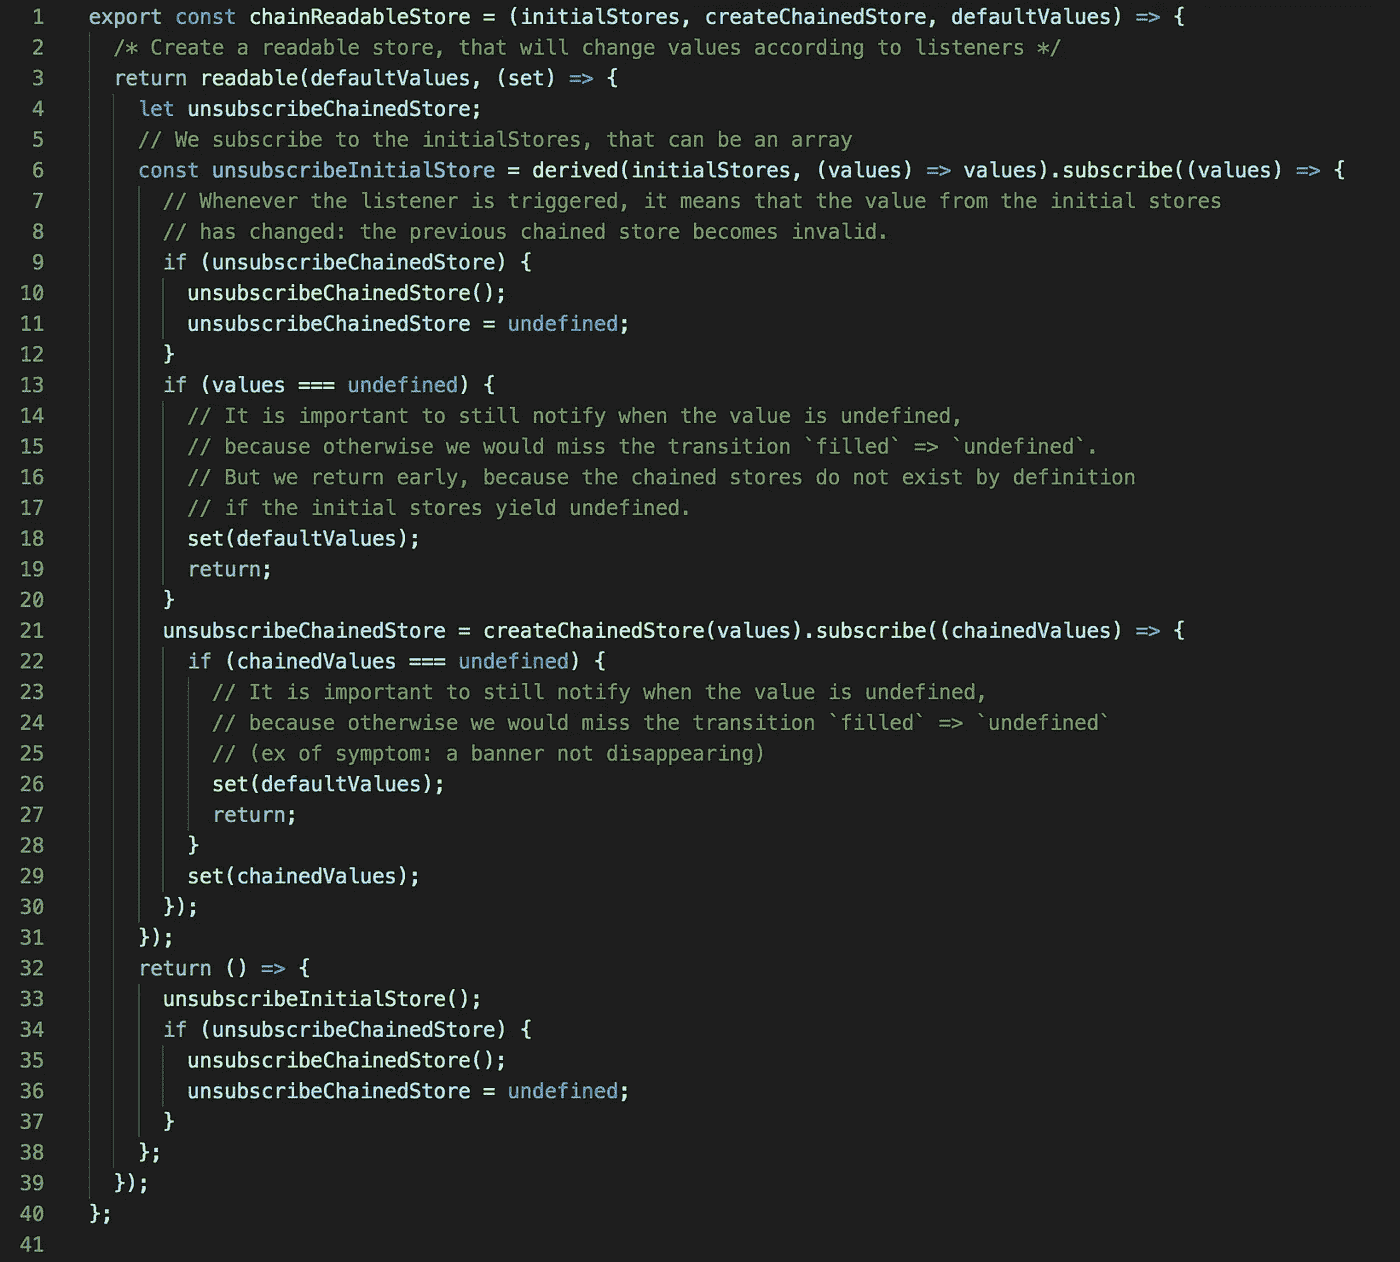 1 export const chainReadableStore = (initialStores, createChainedStore, defaultValues) => {
2 /* Create a readable store, that will change values according to listeners */
3 return readable(defaultValues, (set) => {
4 let unsubscribeChainedStore;
5 // We subscribe to the initialStores, that can be an array
6 const unsubscribeInitialStore = derived(initialStores, (values) => values).subscribe((values) => {
7 // Whenever the listener is triggered, it means that the value from the initial stores
8 // has changed: the previous chained store becomes invalid.
9 if (unsubscribeChainedStore) {
10 unsubscribeChainedStore();
11 unsubscribeChainedStore = undefined;
12 }
13 if (values === undefined) {
14 // It is important to still notify when the value is undefined,
15 // because otherwise we would miss the transition `filled` => `undefined`.
16 // But we return early, because the chained stores do not exist by definition
17 // if the initial stores yield undefined.
18 set(defaultValues);
19 return;
20 }
21 unsubscribeChainedStore = createChainedStore(values).subscribe((chainedValues) => {
22 if (chainedValues === undefined) {
23 // It is important to still notify when the value is undefined,
24 // because otherwise we would miss the transition `filled` => `undefined`
25 // (ex of symptom: a banner not disappearing)
26 set(defaultValues);
27 return;
28 }
29 set(chainedValues);
30 });
31 });
32 return () => {
33 unsubscribeInitialStore();
34 if (unsubscribeChainedStore) {
35 unsubscribeChainedStore();
36 unsubscribeChainedStore = undefined;
37 }
38 };
39 });
40 };
41